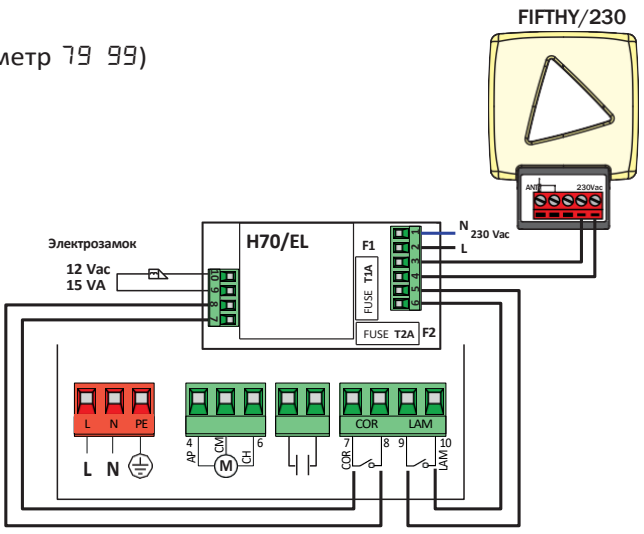 FIFTHY/230
метр 79 99)
ANT 230Vac
H70/EL
F1
FUSE T1A
FUSE T2A F2
1
2
3
4
5
6
N
230 Vac
L
Электрозамок
12 Vac
15 VA
10
9
8
7
L N PE
L N
4 6
AP CM CH
M
COR LAM
7 8 9 10
COR LAM